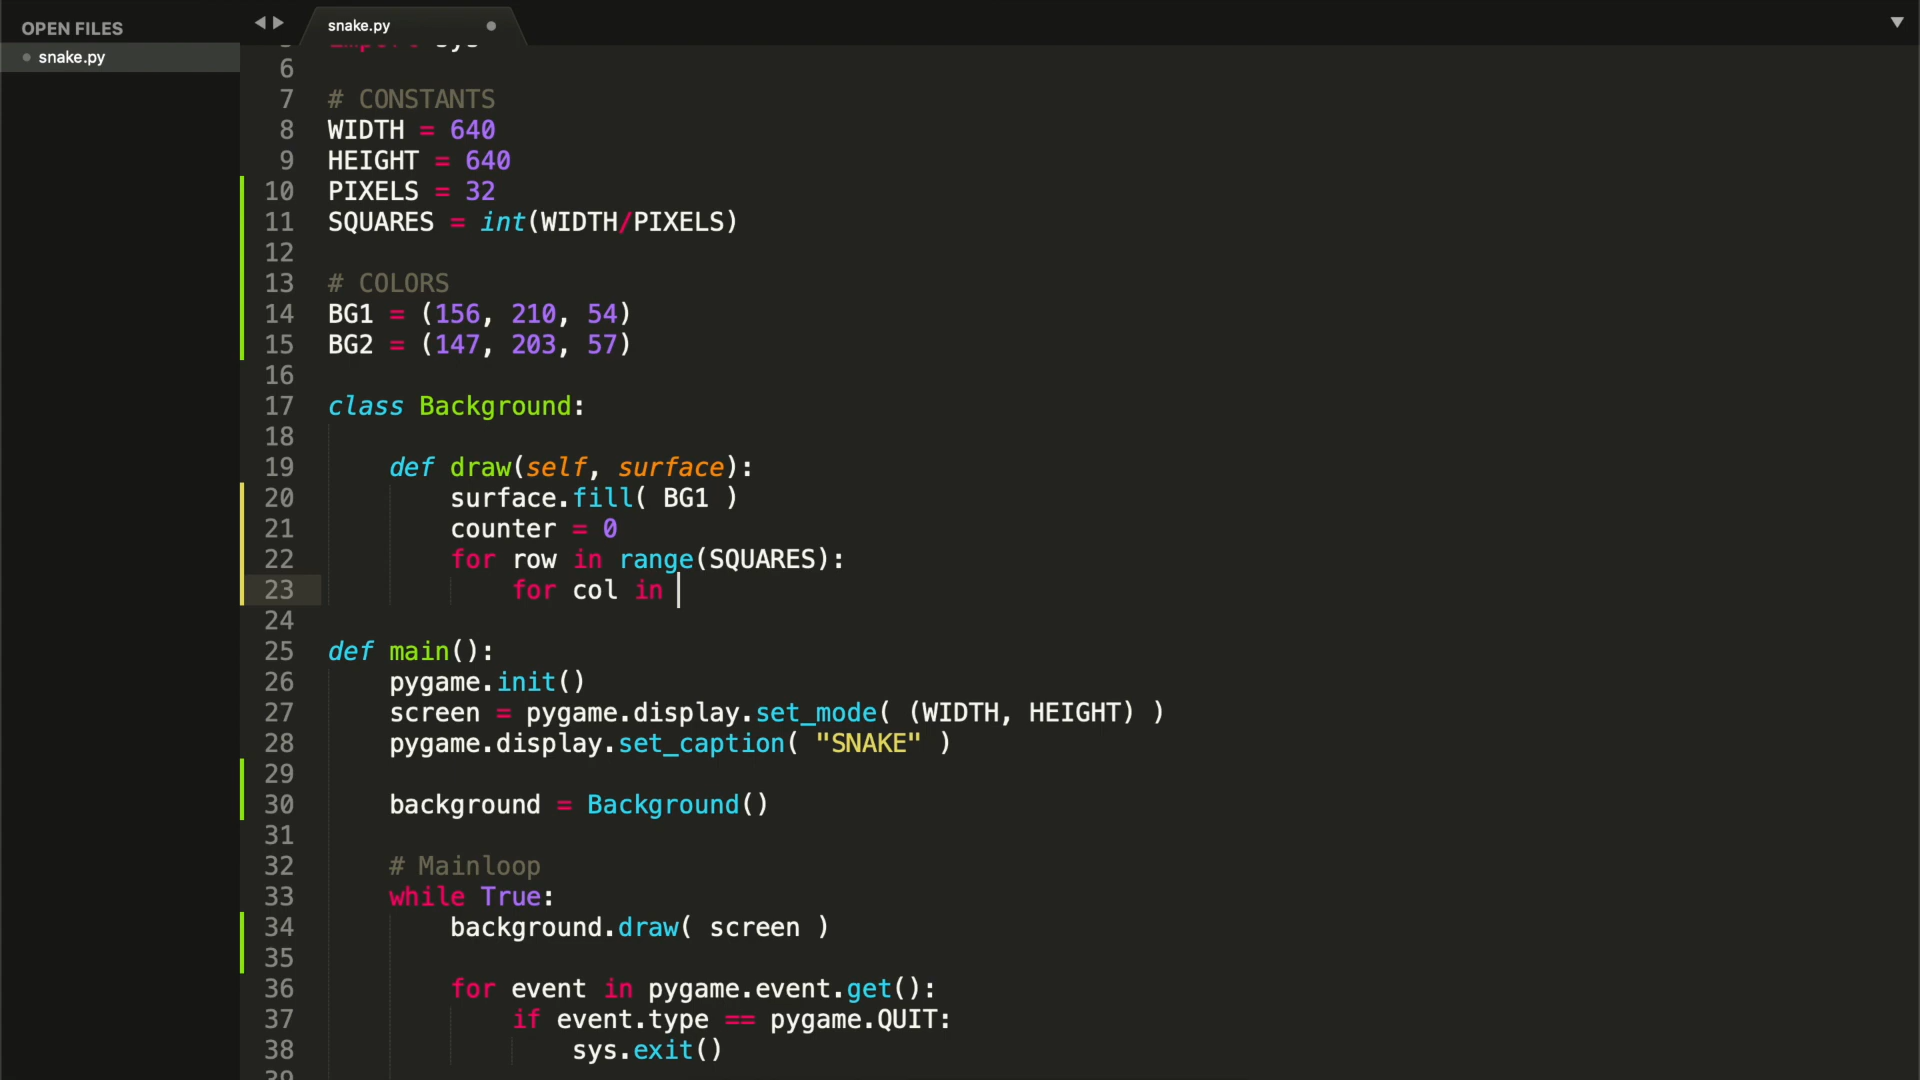 OPEN FILES
snake.py
snake.py
import sys
6
7 # CONSTANTS
8 WIDTH = 640
9 HEIGHT = 640
10 PIXELS = 32
11 SQUARES = int(WIDTH/PIXELS)
12
13 # COLORS
14 BG1 = (156, 210, 54)
15 BG2 = (147, 203, 57)
16
17 class Background:
18
19 def draw(self, surface):
20 surface.fill( BG1 )
21 counter = 0
22 for row in range(SQUARES):
23 for col in
24
25 def main():
26 pygame.init()
27 screen = pygame.display.set_mode( (WIDTH, HEIGHT) )
28 pygame.display.set_caption( "SNAKE" )
29
30 background = Background()
31
32 # Mainloop
33 while True:
34 background.draw( screen )
35
36 for event in pygame.event.get():
37 if event.type == pygame.QUIT:
38 sys.exit()
39